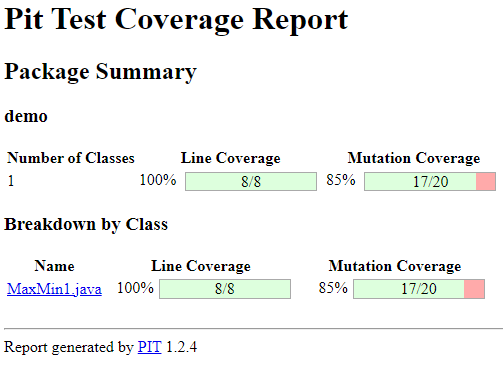 Pit Test Coverage Report
Package Summary
demo
Number of Classes Line Coverage Mutation Coverage
1 100% 8/8 85% 17/20
Breakdown by Class
Name Line Coverage Mutation Coverage
MaxMin1.java 100% 8/8 85% 17/20
Report generated by PIT 1.2.4